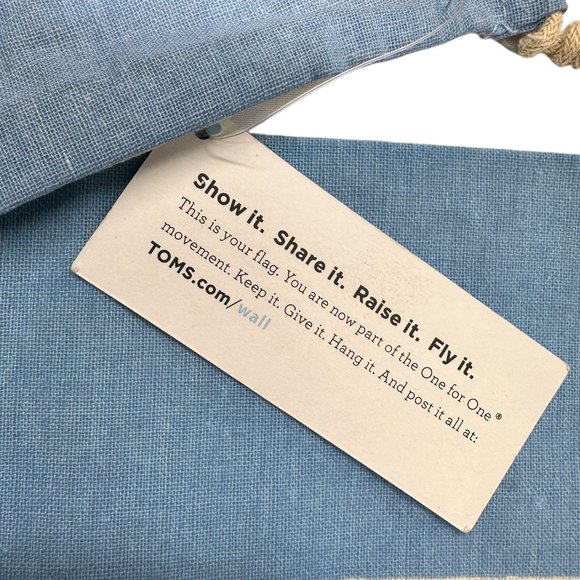 Show it. Share it. Raise it. Fly it.
This is your flag. You are now part of the One for One ®
movement. Keep it. Give it. Hang it. And post it all at:
TOMS.com/wall